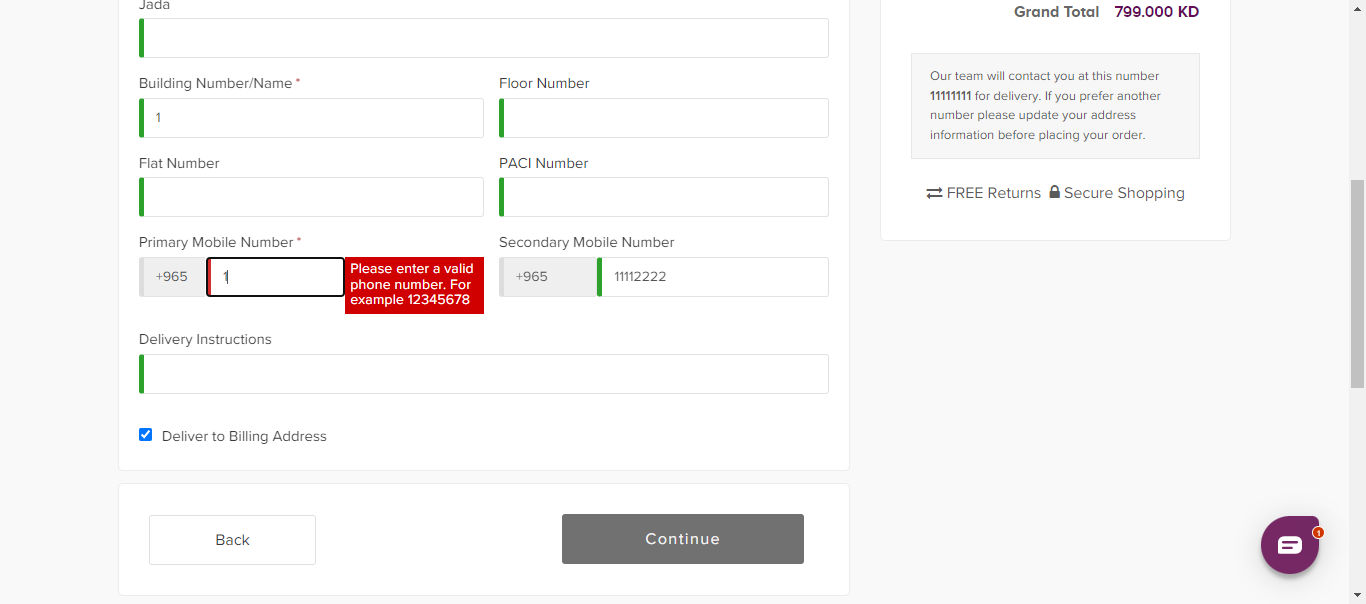 Jada
Grand Total 799.000 KD
Building Number/Name *
Floor Number
1
Our team will contact you at this number
11111111 for delivery. If you prefer another
number please update your address
information before placing your order.
Flat Number
PACI Number
FREE Returns Secure Shopping
Primary Mobile Number *
Secondary Mobile Number
+965
1
Please enter a valid
phone number. For
example 12345678
+965
11112222
Delivery Instructions
Deliver to Billing Address
Back
Continue
1